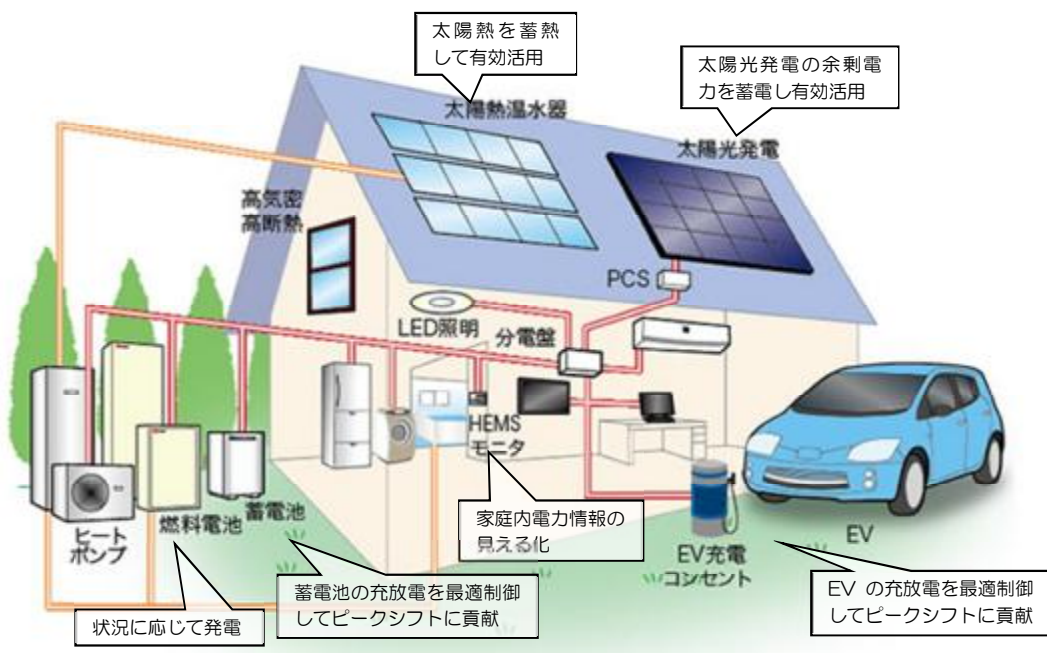 太陽熱を蓄熱
して有効活用
太陽光発電の余剰電
力を蓄電し有効活用
太陽熱温水器
太陽光発電
高気密
高断熱
PCS
LED照明
分電盤
HEMS
モニタ
家庭内電力情報の
見える化
ヒート
ポンプ
燃料電池
蓄電池
EV充電
コンセント
EV
状況に応じて発電
蓄電池の充放電を最適制御
してピークシフトに貢献
EV の充放電を最適制御
してピークシフトに貢献